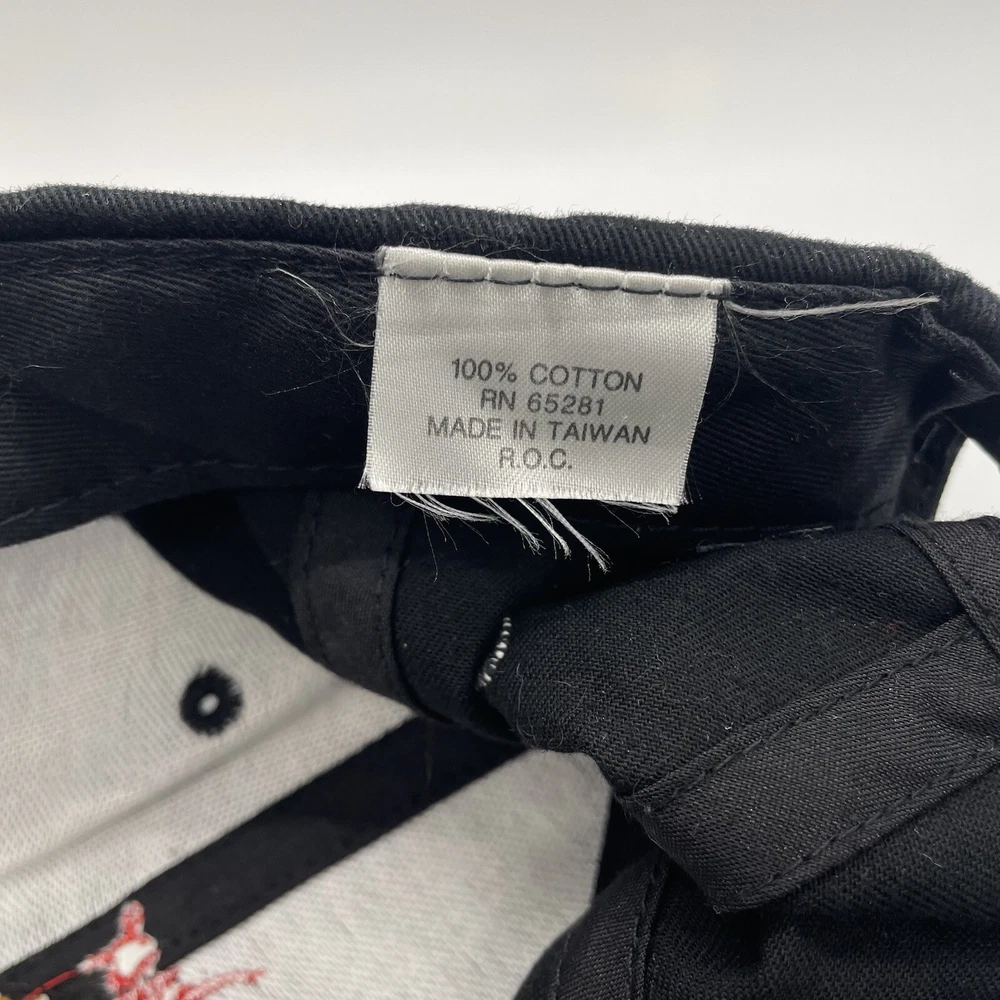 100% COTTON
RN 65281
MADE IN TAIWAN
R.O.C.